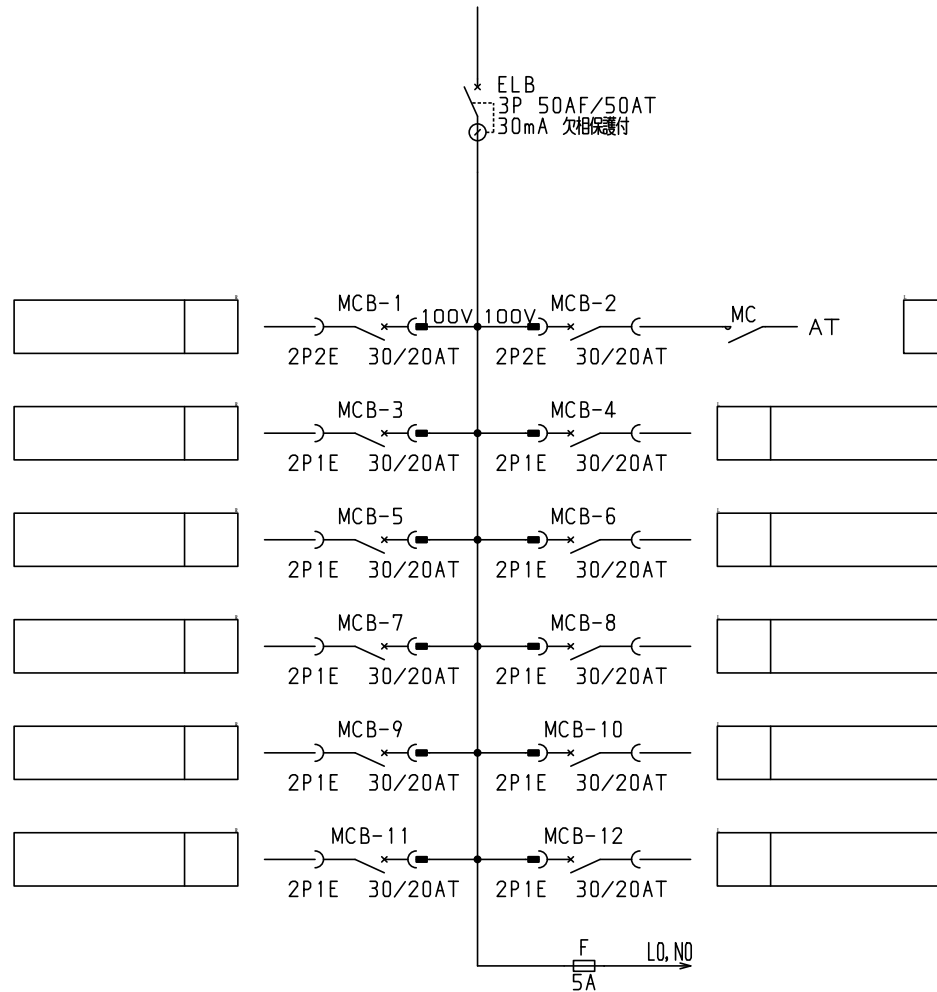 ELB
3P 50AF/50AT
30mA 欠相保護付
MCB-1 100V 100V MCB-2 MC AT
2P2E 30/20AT 2P2E 30/20AT
MCB-3 MCB-4
2P1E 30/20AT 2P1E 30/20AT
MCB-5 MCB-6
2P1E 30/20AT 2P1E 30/20AT
MCB-7 MCB-8
2P1E 30/20AT 2P1E 30/20AT
MCB-9 MCB-10
2P1E 30/20AT 2P1E 30/20AT
MCB-11 MCB-12
2P1E 30/20AT 2P1E 30/20AT
F L0,N0
5A